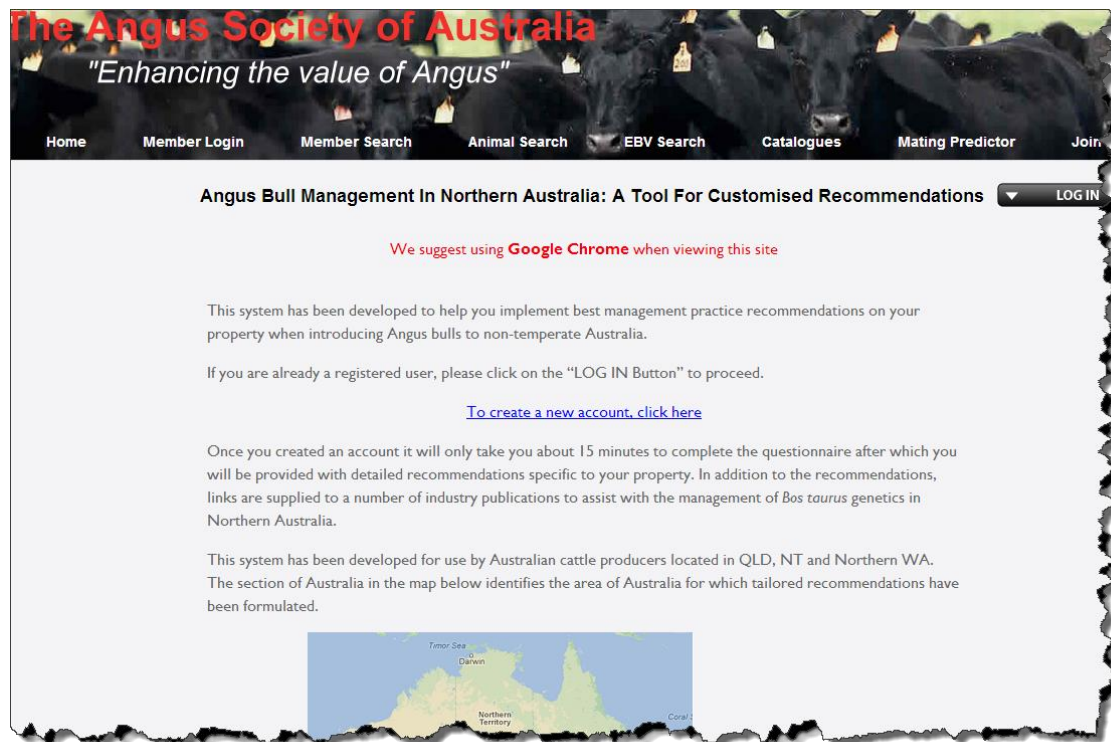 The Angus Society of Australia
"Enhancing the value of Angus"
Home Member Login Member Search Animal Search EBV Search Catalogues Mating Predictor Join
Angus Bull Management In Northern Australia: A Tool For Customised Recommendations
LOG IN
We suggest using Google Chrome when viewing this site
This system has been developed to help you implement best management practice recommendations on your
property when introducing Angus bulls to non-temperate Australia.
If you are already a registered user, please click on the “LOG IN Button” to proceed.
To create a new account, click here
Once you created an account it will only take you about 15 minutes to complete the questionnaire after which you
will be provided with detailed recommendations specific to your property. In addition to the recommendations,
links are supplied to a number of industry publications to assist with the management of Bos taurus genetics in
Northern Australia.
This system has been developed for use by Australian cattle producers located in QLD, NT and Northern WA.
The section of Australia in the map below identifies the area of Australia for which tailored recommendations have
been formulated.
Timor Sea
Darwin
Northern
Territory
Coral